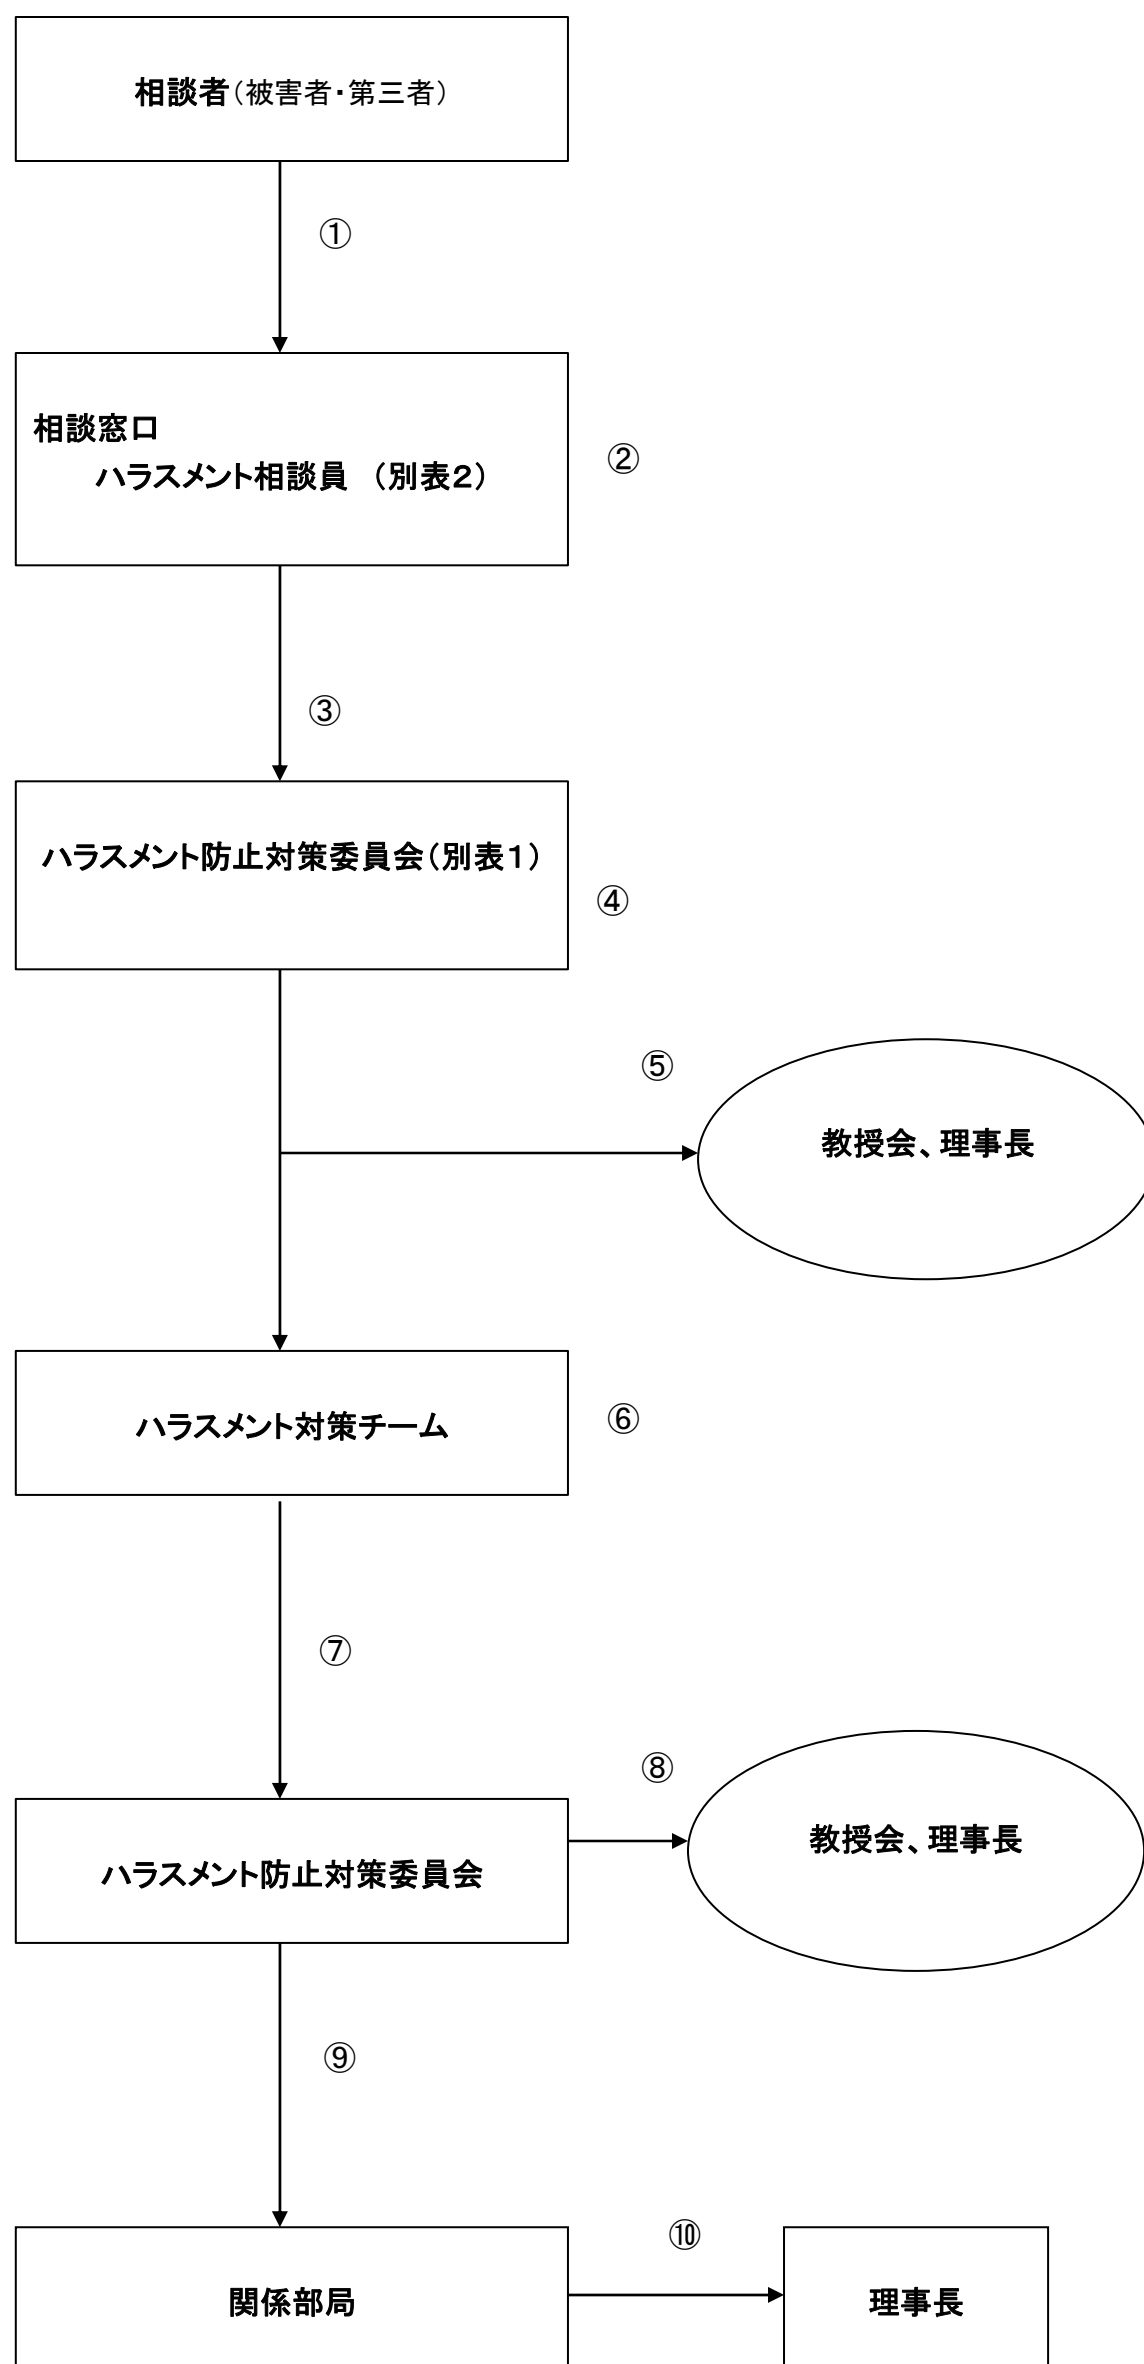 相談者（被害者・第三者）
①
相談窓口
ハラスメント相談員　（別表２）
②
③
ハラスメント防止対策委員会（別表１）
④
⑤
教授会、理事長
ハラスメント対策チーム
⑥
⑦
⑧
教授会、理事長
ハラスメント防止対策委員会
⑨
⑩
関係部局
理事長